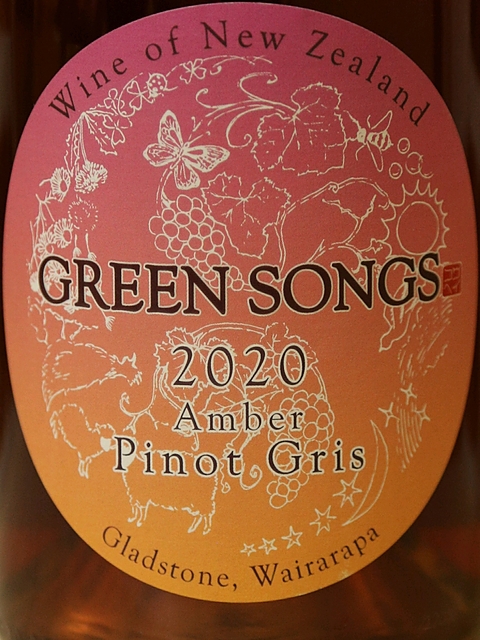 Wine of New Zealand
GREEN SONGS
2020
Amber
Pinot Gris
Gladstone, Wairarapa